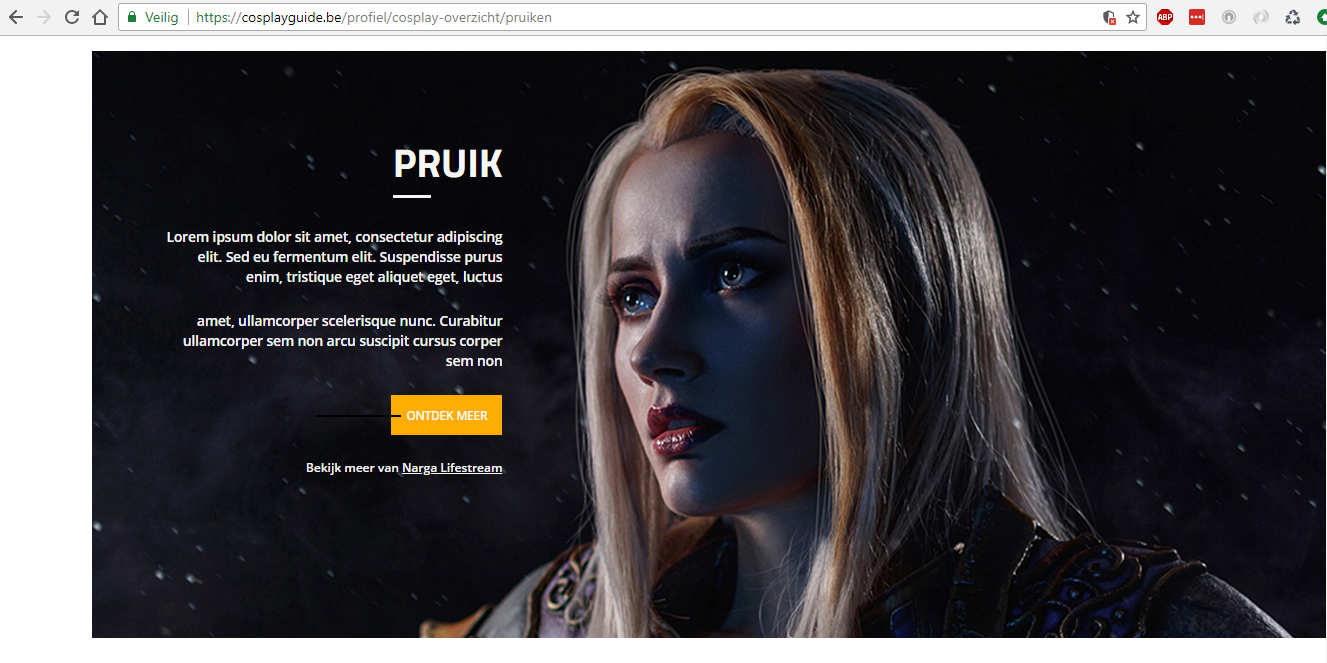 Veilig
https://cosplayguide.be/profiel/cosplay-overzicht/pruiken
ABP
PRUIK
Lorem ipsum dolor sit amet, consectetur adipiscing
elit. Sed eu fermentum elit. Suspendisse purus
enim, tristique eget aliquet eget, luctus
amet, ullamcorper scelerisque nunc. Curabitur
ullamcorper sem non arcu suscipit cursus corper
sem non
ONTDEK MEER
Bekijk meer van Narga Lifestream